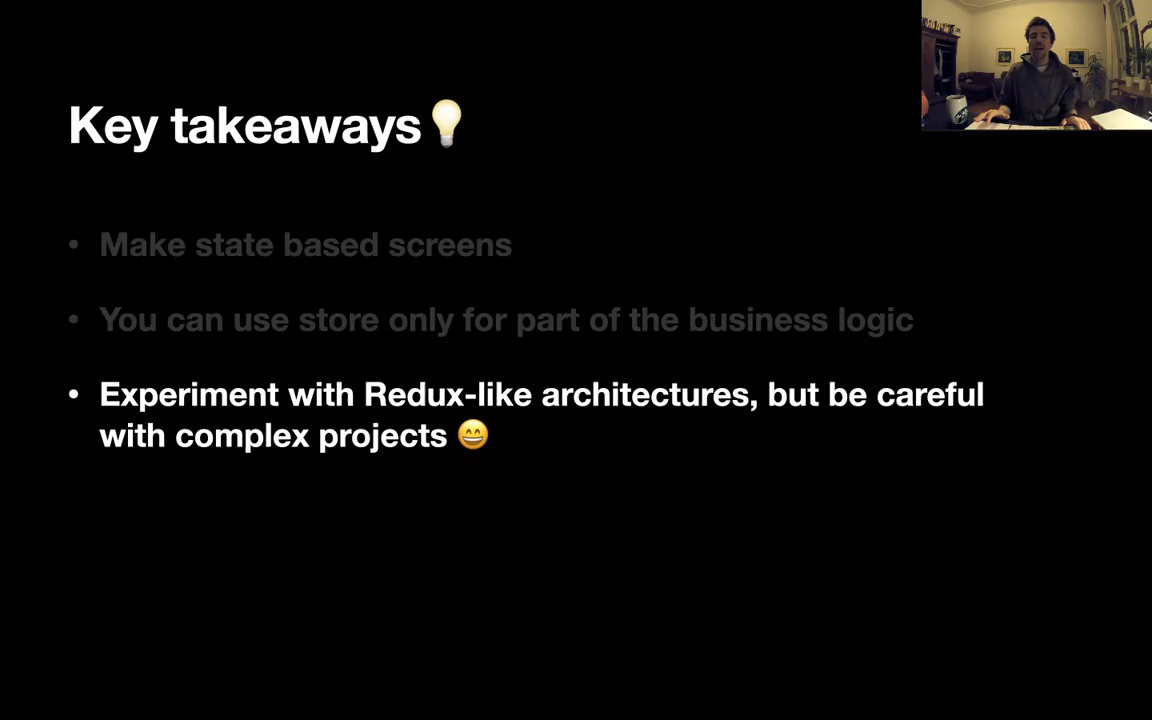 Key takeaways💡
• Make state based screens
• You can use store only for part of the business logic
• Experiment with Redux-like architectures, but be careful
with complex projects 😄